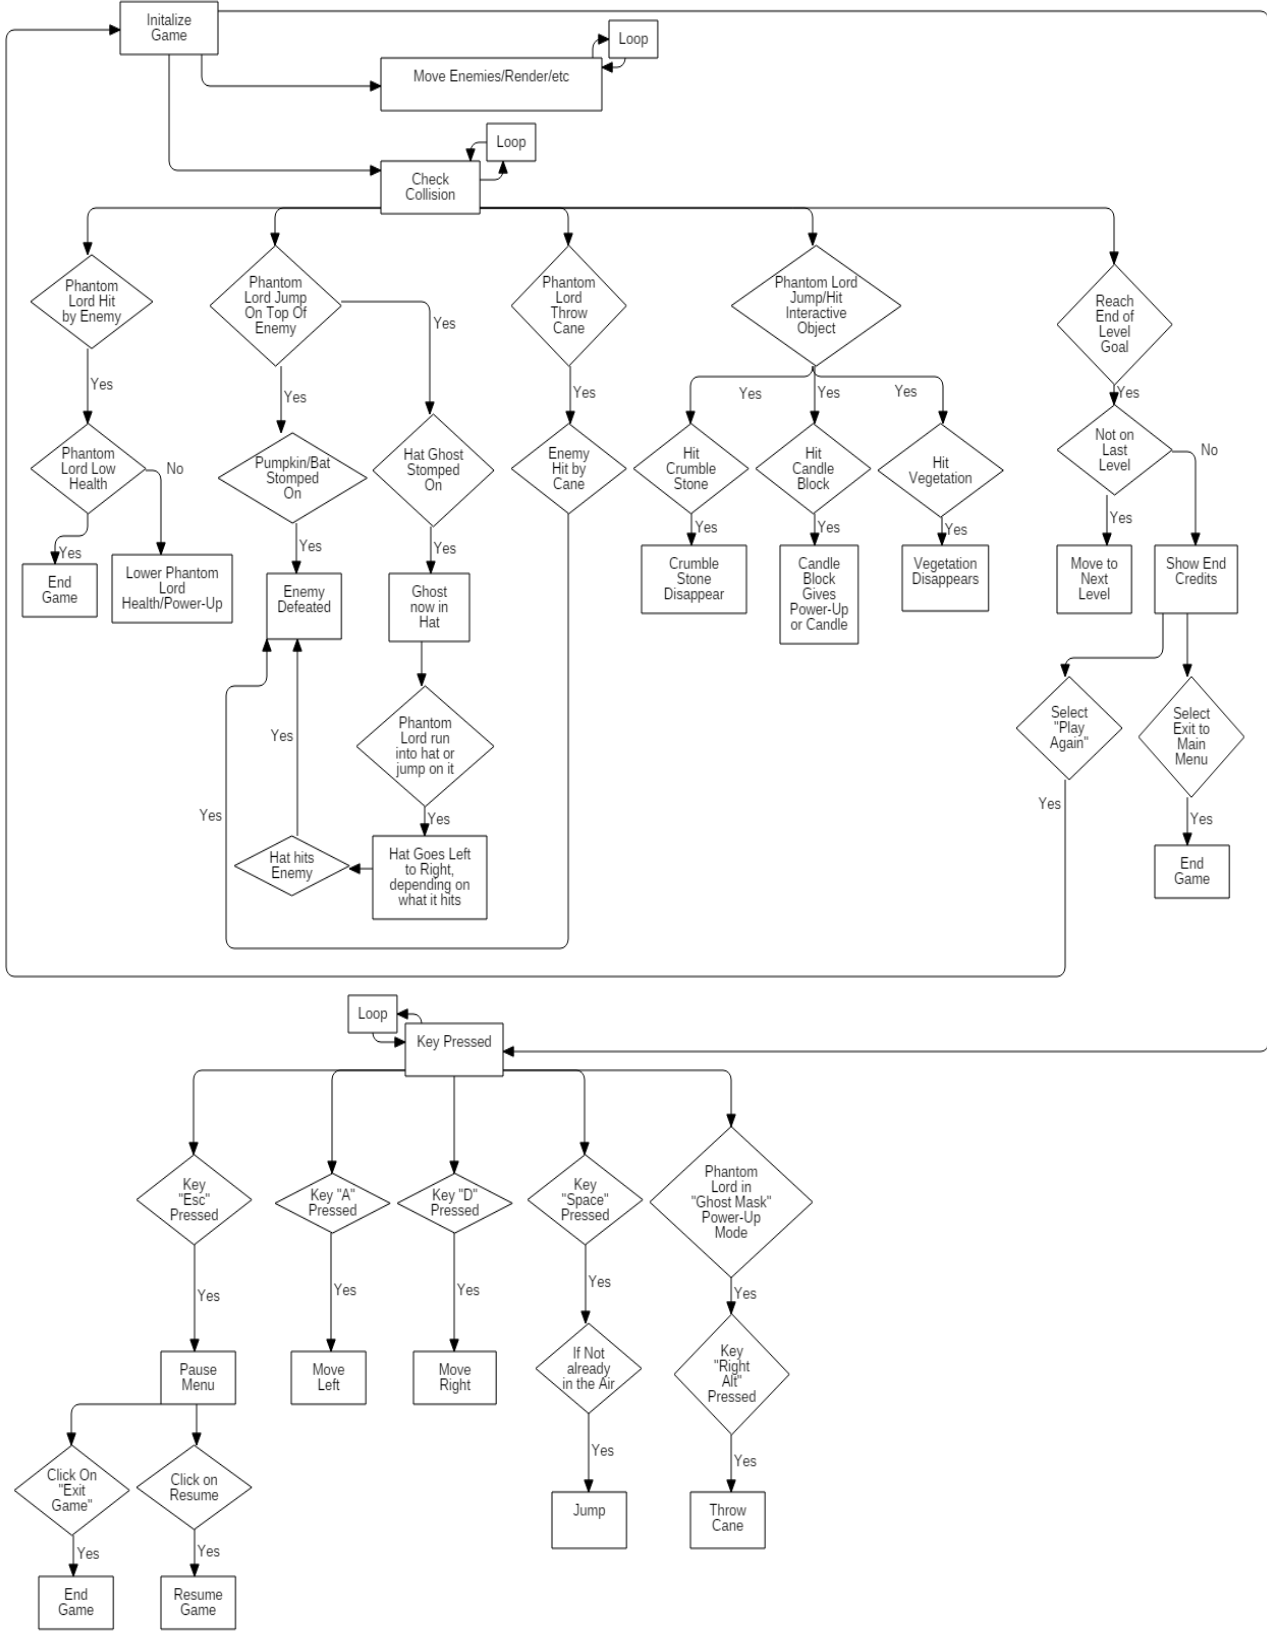 Initalize
Game
Loop
Move Enemies/Render/etc
Loop
Check
Collision
Phantom
Lord Hit
by Enemy
Phantom
Lord Jump
On Top Of
Enemy
Yes
Phantom
Lord
Throw
Cane
Phantom Lord
Jump/Hit
Interactive
Object
Reach
End of
Level
Goal
Yes
Yes
Yes
Yes
Yes
Yes
Yes
Phantom
Lord Low
Health
No
Pumpkin/Bat
Stomped
On
Hat Ghost
Stomped
On
Enemy
Hit by
Cane
Hit
Crumble
Stone
Hit
Candle
Block
Hit
Vegetation
Not on
Last
Level
No
Yes
Yes
Yes
Yes
Yes
Yes
Yes
End
Game
Lower Phantom
Lord
Health/Power-Up
Enemy
Defeated
Ghost
now in
Hat
Crumble
Stone
Disappear
Candle
Block
Gives
Power-Up
or Candle
Vegetation
Disappears
Move to
Next
Level
Show End
Credits
Yes
Phantom
Lord run
into hat or
jump on it
Select
"Play
Again"
Select
Exit to
Main
Menu
Yes
Yes
Yes
Yes
Hat hits
Enemy
Hat Goes Left
to Right,
depending on
what it hits
End
Game
Loop
Key Pressed
Key
"Esc"
Pressed
Key "A"
Pressed
Key "D"
Pressed
Key
"Space"
Pressed
Phantom
Lord in
"Ghost Mask"
Power-Up
Mode
Yes
Yes
Yes
Yes
Yes
Pause
Menu
Move
Left
Move
Right
If Not
already
in the Air
Key
"Right
Alt"
Pressed
Yes
Yes
Click On
"Exit
Game"
Click on
Resume
Jump
Throw
Cane
Yes
Yes
End
Game
Resume
Game